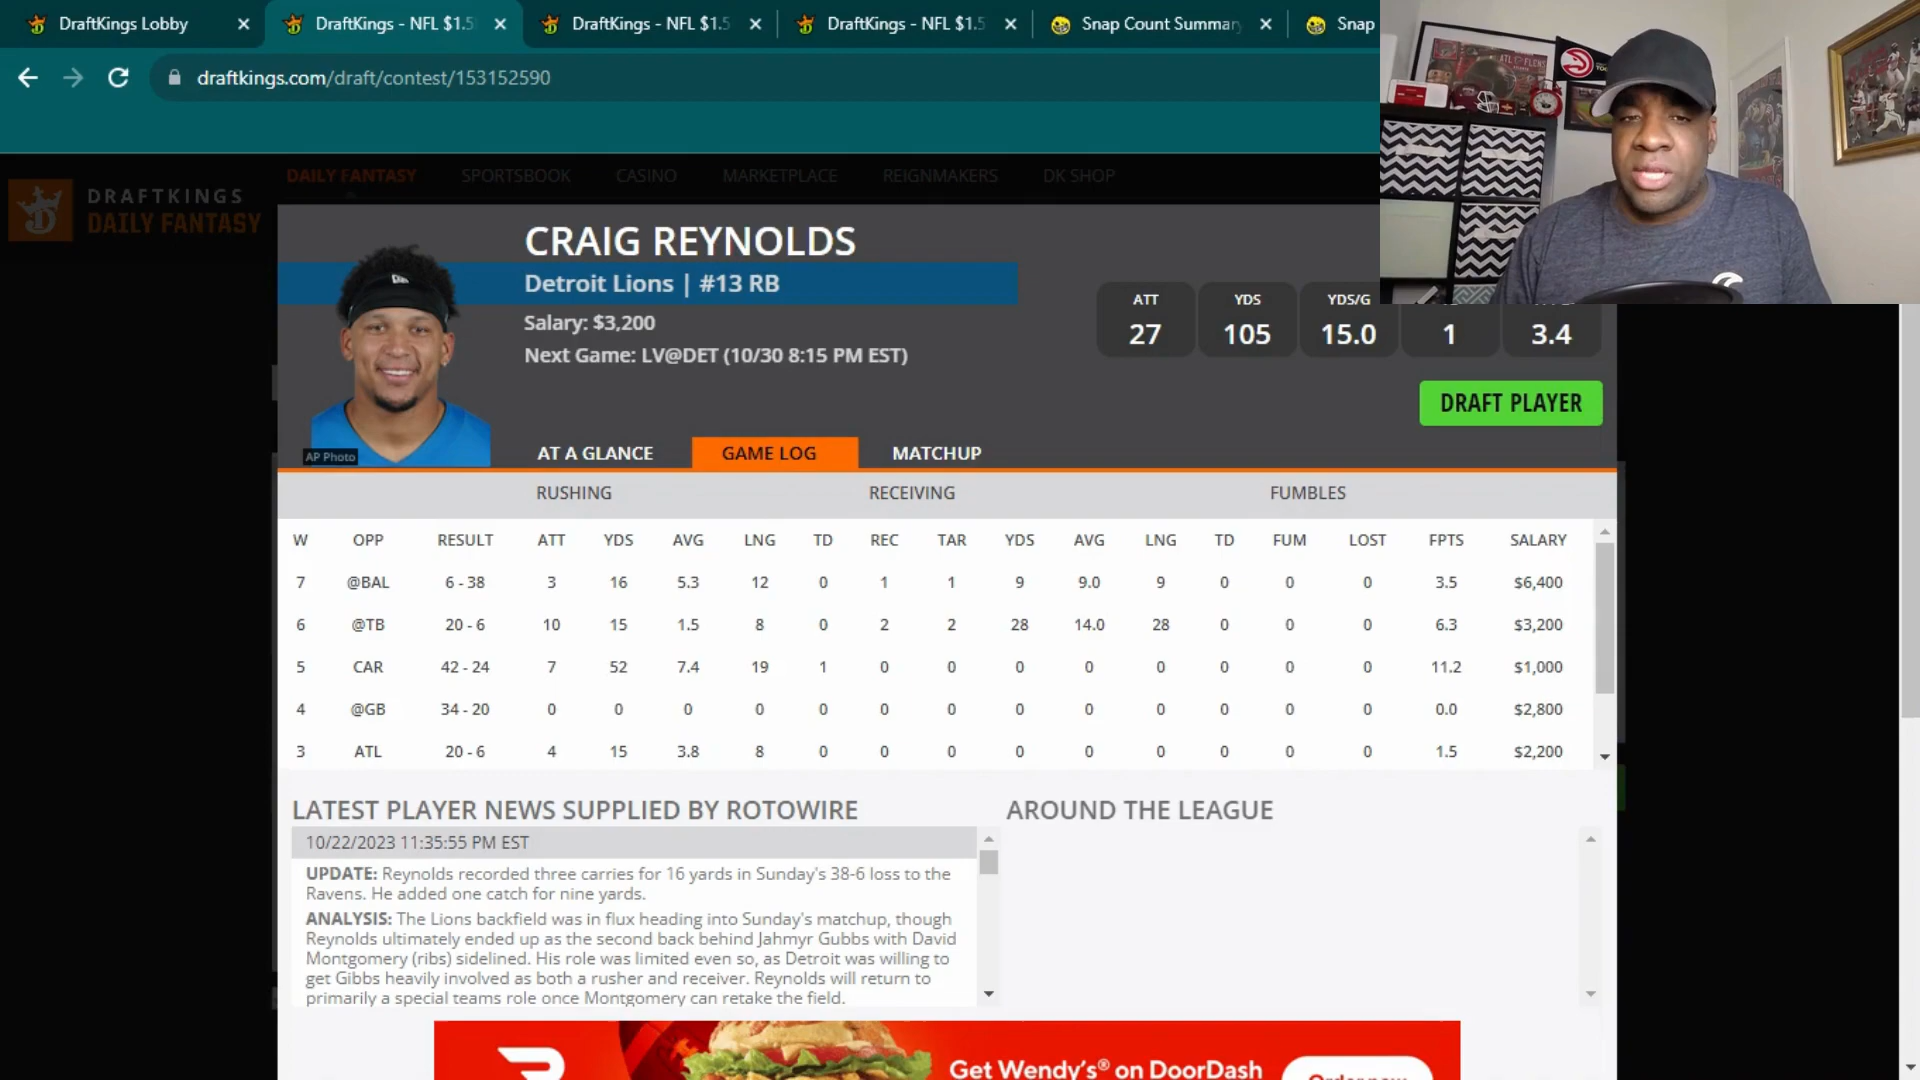 DraftKings Lobby
DraftKings - NFL $1.5
DraftKings - NFL $1.5
DraftKings - NFL $1.5
Snap Count Summary
Snap
draftkings.com/draft/contest/153152590
DRAFTKINGS
DAILY FANTASY
DAILY FANTASY SPORTSBOOK CASINO MARKETPLACE REIGNMAKERS DK SHOP
CRAIG REYNOLDS
Detroit Lions | #13 RB
Salary: $3,200
Next Game: LV@DET (10/30 8:15 PM EST)
ATT YDS YDS/G
27 105 15.0 1 3.4
DRAFT PLAYER
AP Photo
AT A GLANCE GAME LOG MATCHUP
RUSHING RECEIVING FUMBLES
W OPP RESULT ATT YDS AVG LNG TD REC TAR YDS AVG LNG TD FUM LOST FPTS SALARY
7 @BAL 6 - 38 3 16 5.3 12 0 1 1 9 9.0 9 0 0 0 3.5 $6,400
6 @TB 20 - 6 10 15 1.5 8 0 2 2 28 14.0 28 0 0 0 6.3 $3,200
5 CAR 42 - 24 7 52 7.4 19 1 0 0 0 0 0 0 0 0 11.2 $1,000
4 @GB 34 - 20 0 0 0 0 0 0 0 0 0 0 0 0 0 0.0 $2,800
3 ATL 20 - 6 4 15 3.8 8 0 0 0 0 0 0 0 0 0 1.5 $2,200
LATEST PLAYER NEWS SUPPLIED BY ROTOWIRE
AROUND THE LEAGUE
10/22/2023 11:35:55 PM EST
UPDATE: Reynolds recorded three carries for 16 yards in Sunday's 38-6 loss to the
Ravens. He added one catch for nine yards.
ANALYSIS: The Lions backfield was in flux heading into Sunday's matchup, though
Reynolds ultimately ended up as the second back behind Jahmyr Gubbs with David
Montgomery (ribs) sidelined. His role was limited even so, as Detroit was willing to
get Gibbs heavily involved as both a rusher and receiver. Reynolds will return to
primarily a special teams role once Montgomery can retake the field.
Get Wendy's® on DoorDash
Order now